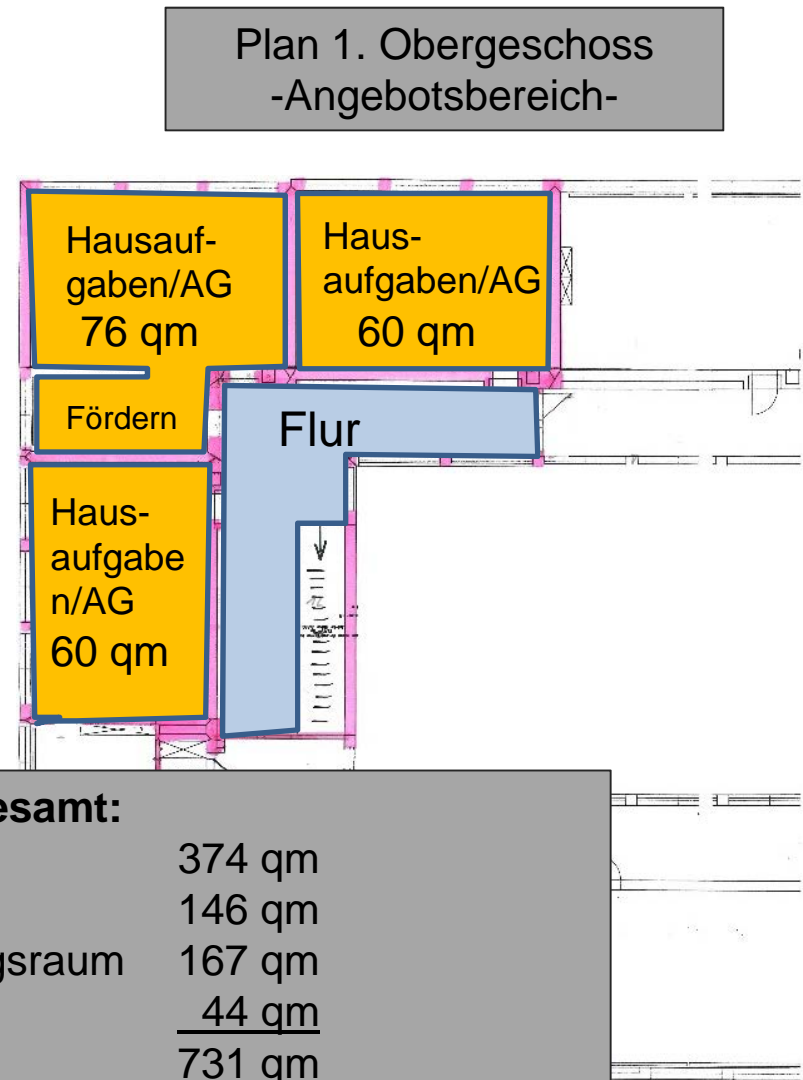 Plan 1. Obergeschoss
-Angebotsbereich-
Hausauf-
gaben/AG
76 qm
Fördern
Haus-
aufgaben/AG
60 qm
Flur
Haus-
aufgabe
n/AG
60 qm
esamt:
374 qm
146 qm
gsraum 167 qm
44 qm
731 qm